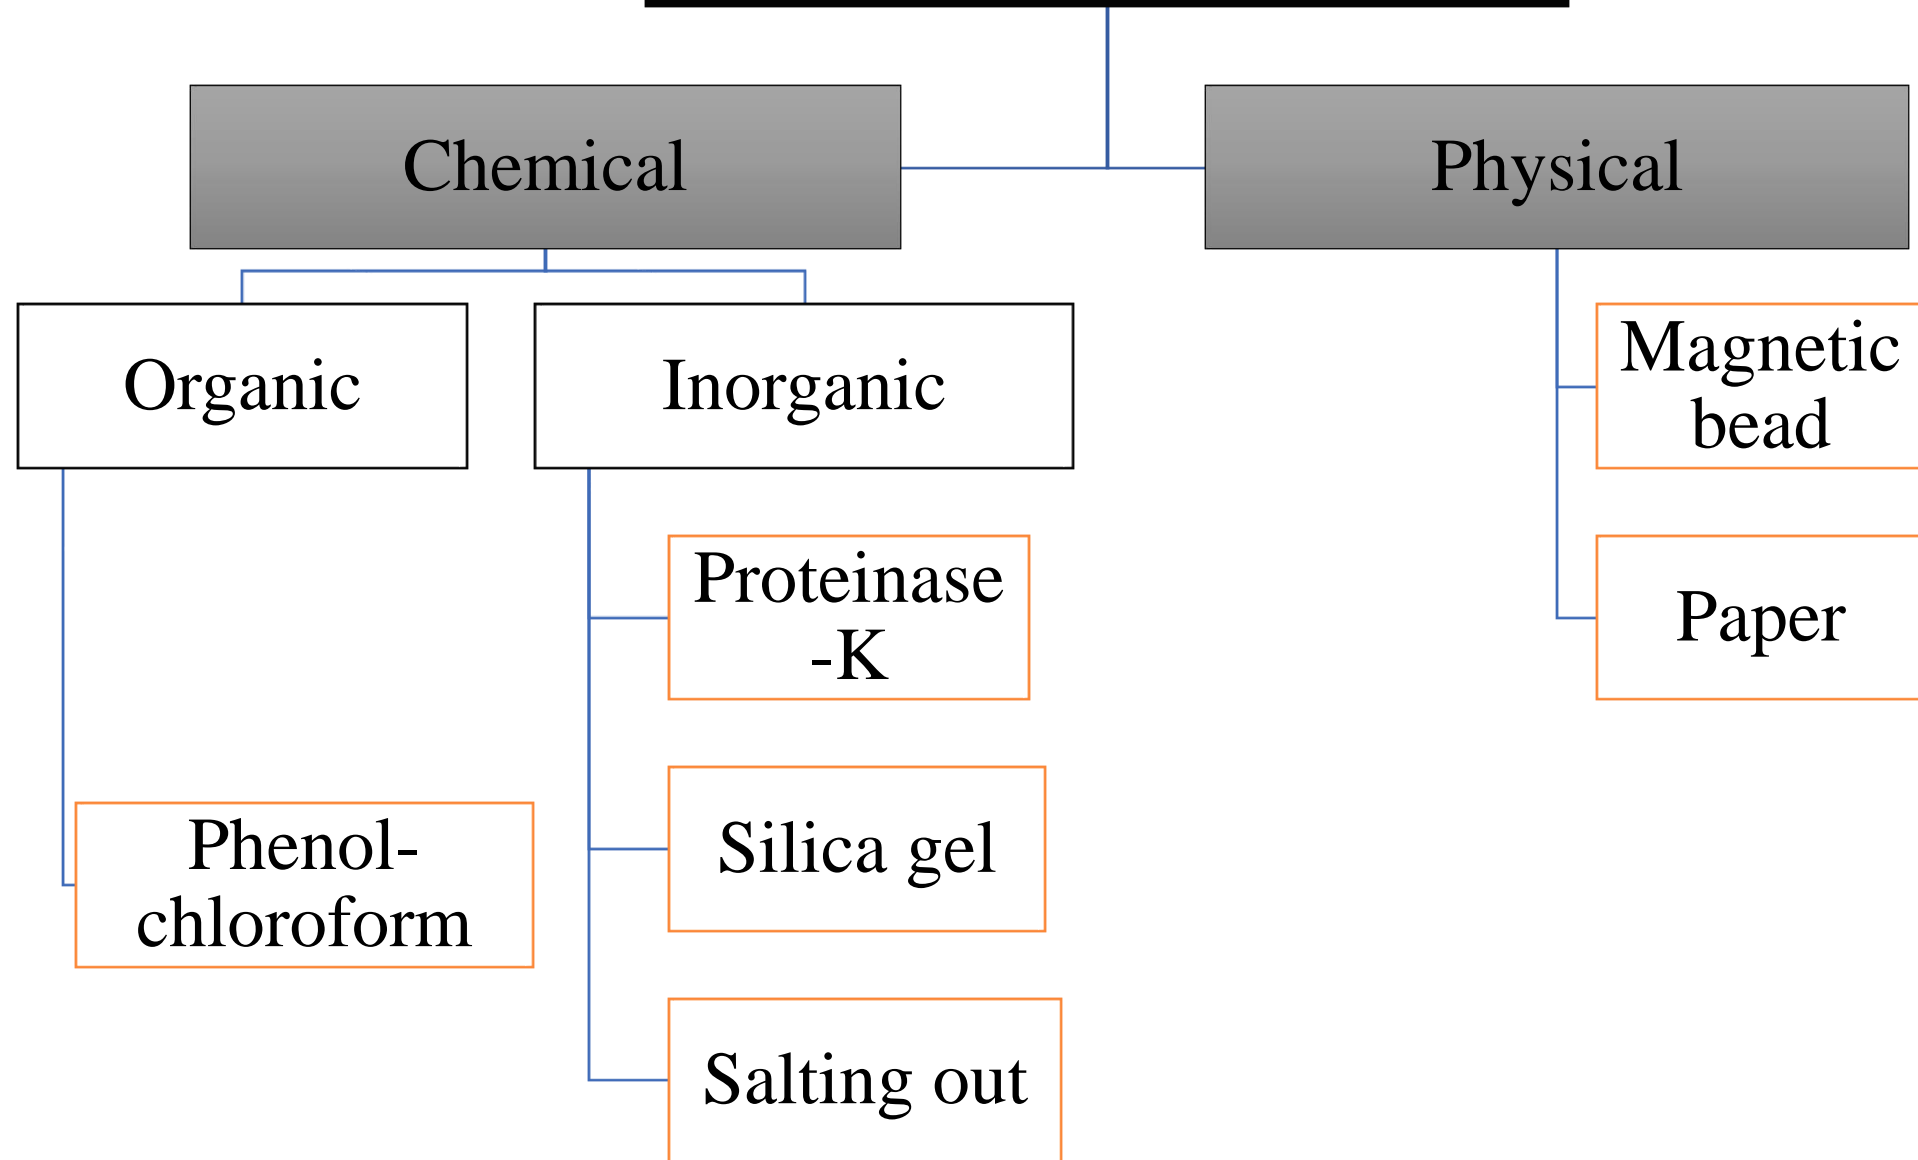 Chemical
Physical
Organic
Inorganic
Magnetic
bead
Proteinase
-K
Paper
Phenol-
chloroform
Silica gel
Salting out